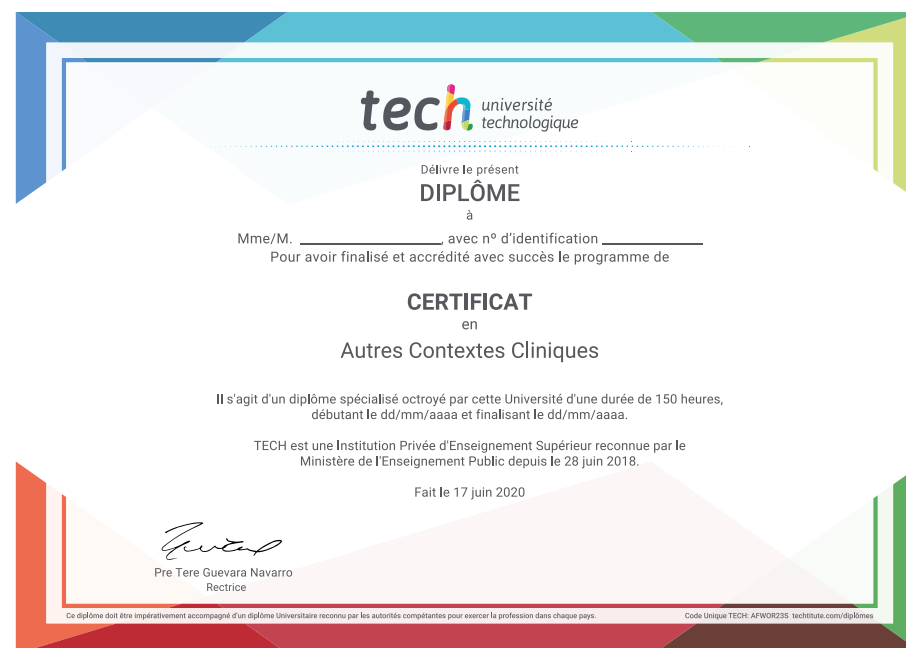 tech université
technologique
Délivre le présent
DIPLÔME
à
Mme/M. ____________________, avec nº d'identification ______________
Pour avoir finalisé et accrédité avec succès le programme de
CERTIFICAT
en
Autres Contextes Cliniques
Il s'agit d'un diplôme spécialisé octroyé par cette Université d'une durée de 150 heures,
débutant le dd/mm/aaaa et finalisant le dd/mm/aaaa.
TECH est une Institution Privée d'Enseignement Supérieur reconnue par le
Ministère de l'Enseignement Public depuis le 28 juin 2018.
Fait le 17 juin 2020
Pre Tere Guevara Navarro
Rectrice
Ce diplôme doit être impérativement accompagné d'un diplôme Universitaire reconnu par les autorités compétantes pour exercer la profession dans chaque pays. Code Unique TECH: AFWOR23S techtitute.com/diplômes